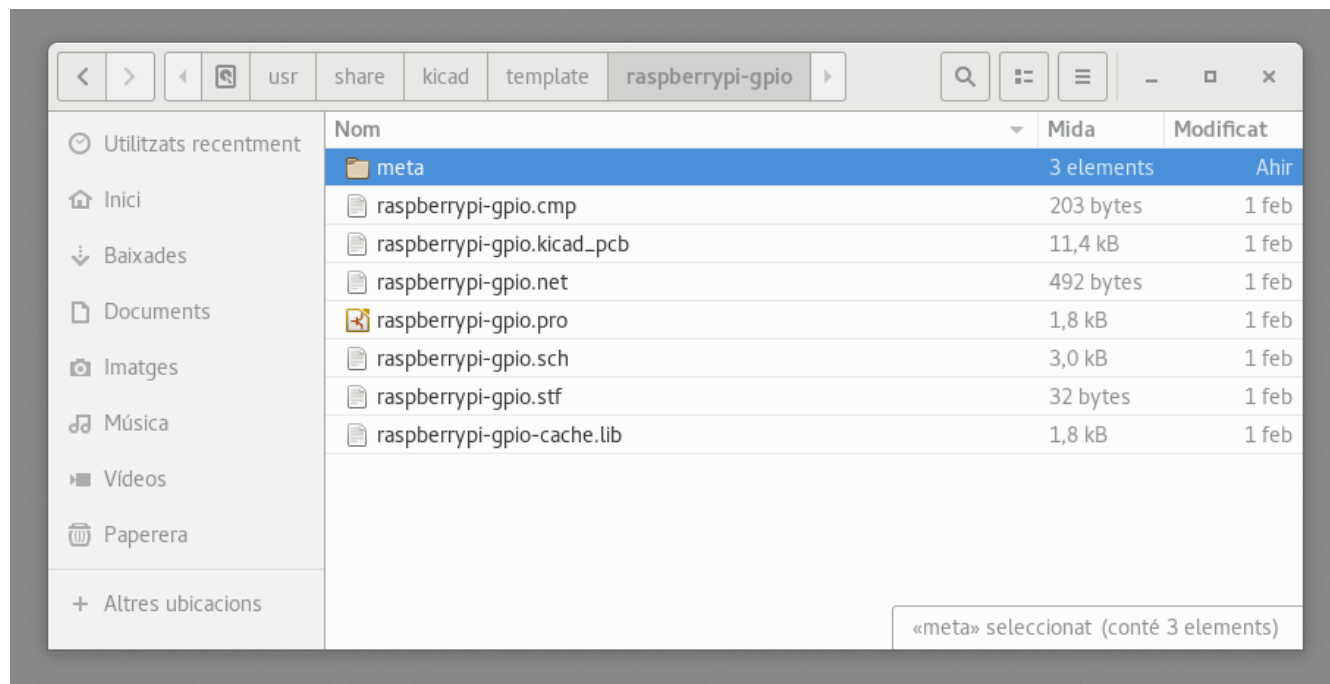 usr share kicad template raspberrypi-gpio
Utilitzats recentment
Inici
Baixades
Documents
Imatges
Música
Vídeos
Paperera
Altres ubicacions
Nom Mida Modificat
meta 3 elements Ahir
raspberrypi-gpio.cmp 203 bytes 1 feb
raspberrypi-gpio.kicad_pcb 11,4 kB 1 feb
raspberrypi-gpio.net 492 bytes 1 feb
raspberrypi-gpio.pro 1,8 kB 1 feb
raspberrypi-gpio.sch 3,0 kB 1 feb
raspberrypi-gpio.stf 32 bytes 1 feb
raspberrypi-gpio-cache.lib 1,8 kB 1 feb
«meta» seleccionat (conté 3 elements)